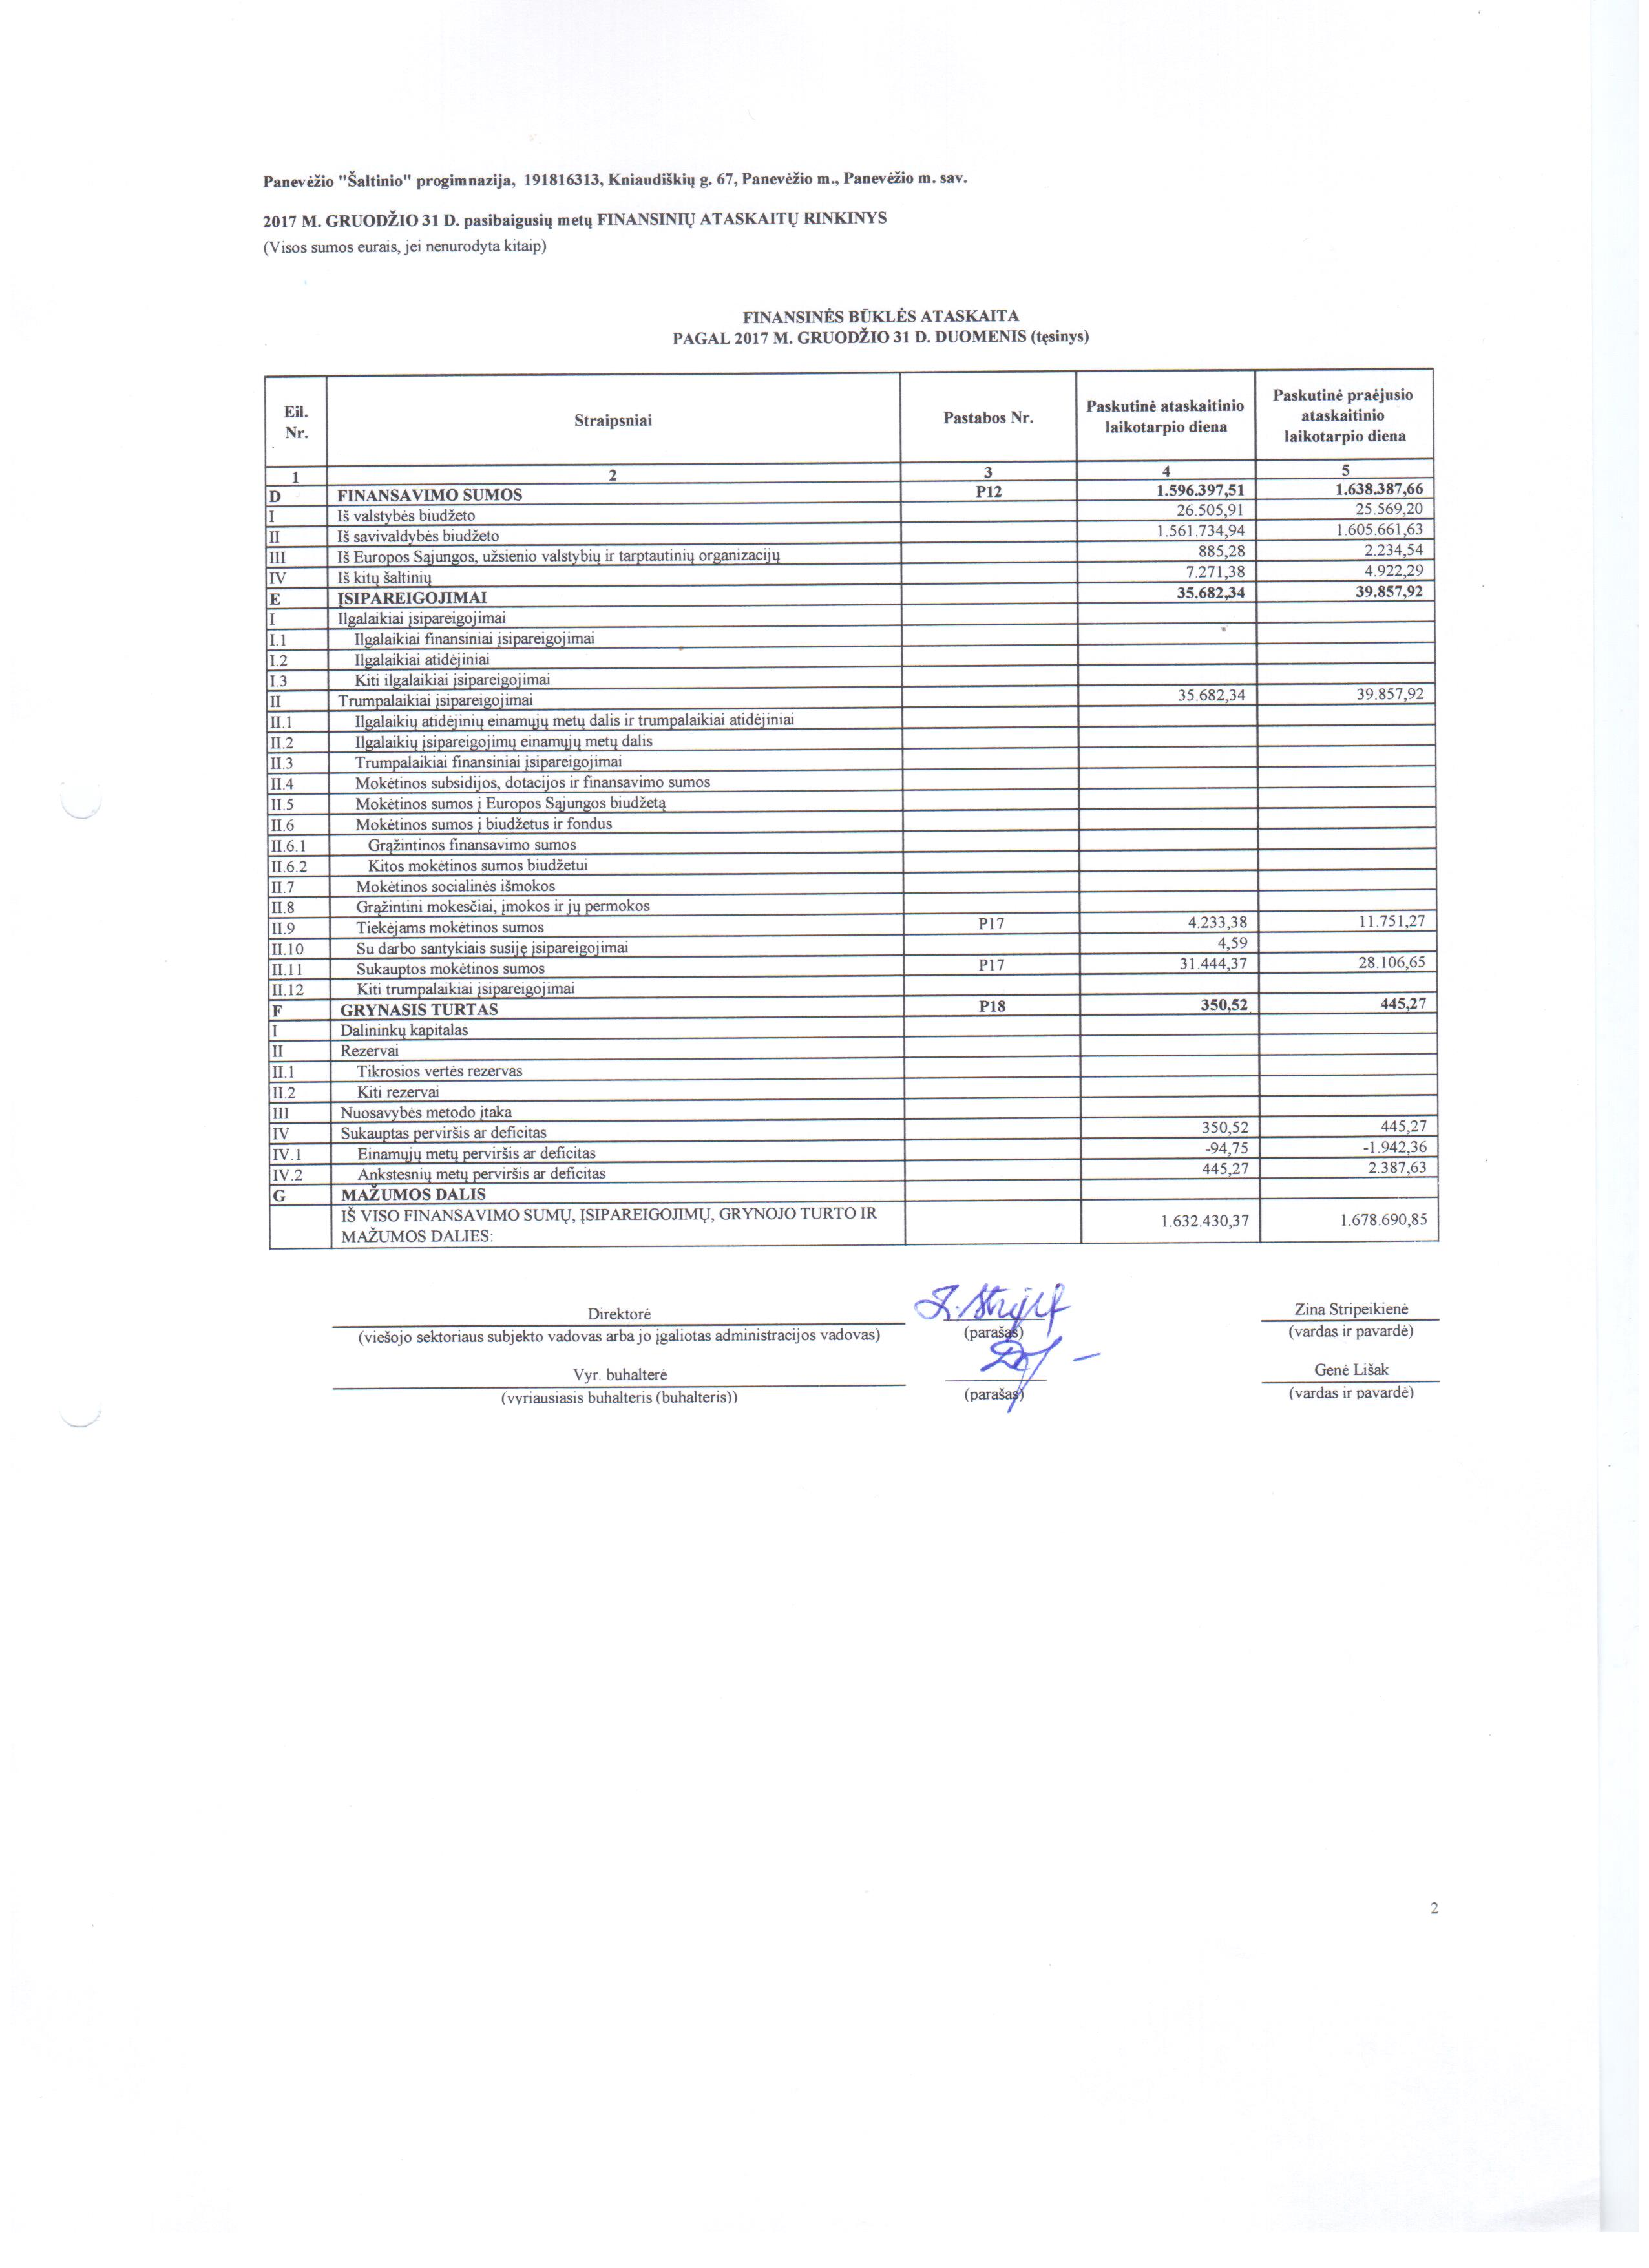 Panevėžio "Šaltinio" progimnazija, 191816313, Kniaudiškių g. 67, Panevėžio m., Panevėžio m. sav.
2017 M. GRUODŽIO 31 D. pasibaigusių metų FINANSINIŲ ATASKAITŲ RINKINYS
(Visos sumos eurais, jei nenurodyta kitaip)
FINANSINĖS BŪKLĖS ATASKAITA
PAGAL 2017 M. GRUODŽIO 31 D. DUOMENIS (tęsinys)
Eil. Nr. Straipsniai Pastabos Nr. Paskutinė ataskaitinio laikotarpio diena Paskutinė praėjusio ataskaitinio laikotarpio diena
1 2 3 4 5
D FINANSAVIMO SUMOS P12 1.596.397,51 1.638.387,66
I Iš valstybės biudžeto 26.505,91 25.569,20
II Iš savivaldybės biudžeto 1.561.734,94 1.605.661,63
III Iš Europos Sąjungos, užsienio valstybių ir tarptautinių organizacijų 885,28 2.234,54
IV Iš kitų šaltinių 7.271,38 4.922,29
E ĮSIPAREIGOJIMAI 35.682,34 39.857,92
I Ilgalaikiai įsipareigojimai
I.1 Ilgalaikiai finansiniai įsipareigojimai
I.2 Ilgalaikiai atidėjiniai
I.3 Kiti ilgalaikiai įsipareigojimai
II Trumpalaikiai įsipareigojimai 35.682,34 39.857,92
II.1 Ilgalaikių atidėjinių einamųjų metų dalis ir trumpalaikiai atidėjiniai
II.2 Ilgalaikių įsipareigojimų einamųjų metų dalis
II.3 Trumpalaikiai finansiniai įsipareigojimai
II.4 Mokėtinos subsidijos, dotacijos ir finansavimo sumos
II.5 Mokėtinos sumos į Europos Sąjungos biudžetą
II.6 Mokėtinos sumos į biudžetus ir fondus
II.6.1 Grąžintinos finansavimo sumos
II.6.2 Kitos mokėtinos sumos biudžetui
II.7 Mokėtinos socialinės išmokos
II.8 Grąžintini mokesčiai, įmokos ir jų permokos
II.9 Tiekėjams mokėtinos sumos P17 4.233,38 11.751,27
II.10 Su darbo santykiais susiję įsipareigojimai 4,59
II.11 Sukauptos mokėtinos sumos P17 31.444,37 28.106,65
II.12 Kiti trumpalaikiai įsipareigojimai
F GRYNASIS TURTAS P18 350,52 445,27
I Dalininkų kapitalas
II Rezervai
II.1 Tikrosios vertės rezervas
II.2 Kiti rezervai
III Nuosavybės metodo įtaka
IV Sukauptas perviršis ar deficitas 350,52 445,27
IV.1 Einamųjų metų perviršis ar deficitas -94,75 -1.942,36
IV.2 Ankstesnių metų perviršis ar deficitas 445,27 2.387,63
G MAŽUMOS DALIS
IŠ VISO FINANSAVIMO SUMŲ, ĮSIPAREIGOJIMŲ, GRYNOJO TURTO IR MAŽUMOS DALIES: 1.632.430,37 1.678.690,85
Direktorė Zina Stripeikienė
(viešojo sektoriaus subjekto vadovas arba jo įgaliotas administracijos vadovas) (parašas) (vardas ir pavardė)
Vyr. buhalterė Genė Lišak
(vyriausiasis buhalteris (buhalteris)) (parašas) (vardas ir pavardė)
2